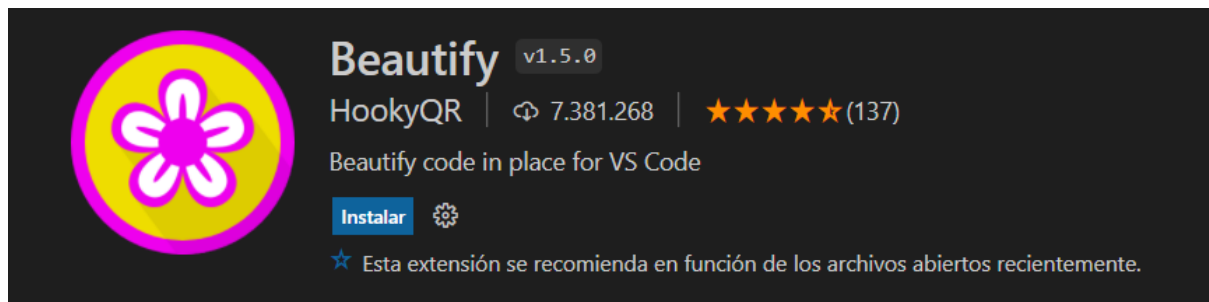 Beautify v1.5.0
HookyQR 7.381.268 (137)
Beautify code in place for VS Code
Instalar
Esta extensión se recomienda en función de los archivos abiertos recientemente.